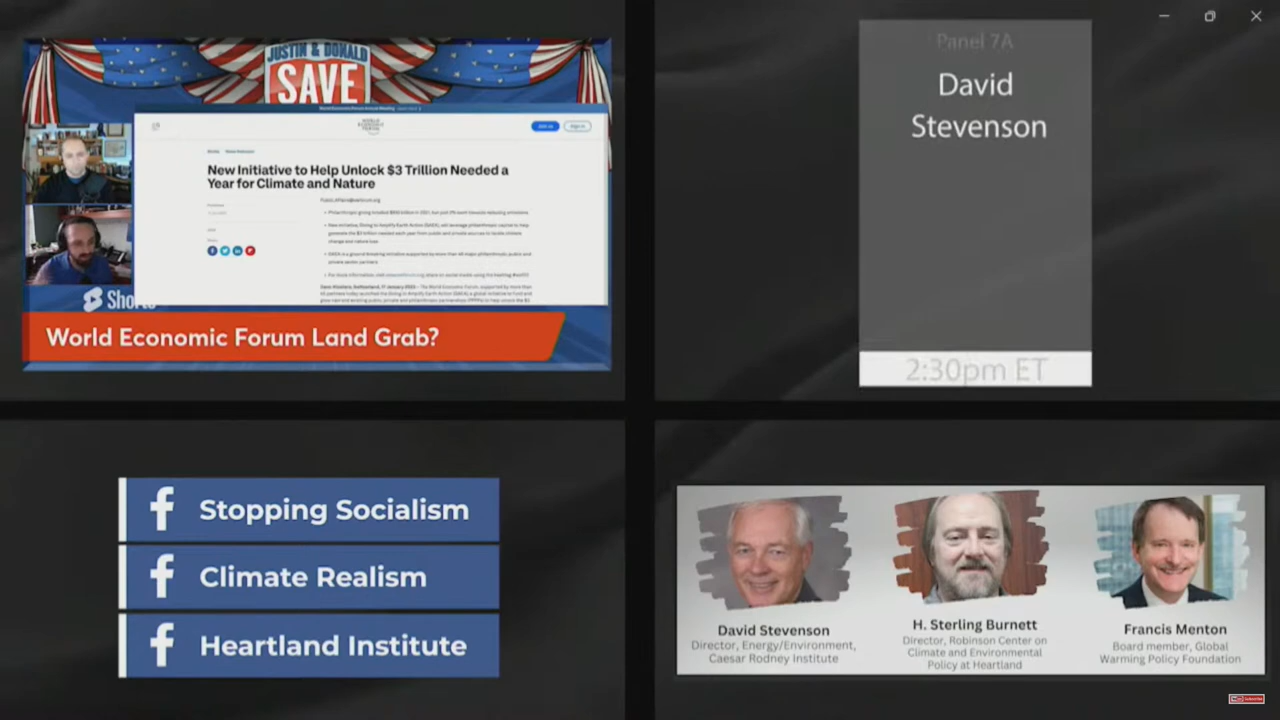 JUSTIN & DONALD
SAVE
New Initiative to Help Unlock $3 Trillion Needed a
Year for Climate and Nature
Shorts
World Economic Forum Land Grab?
Panel 7A
David
Stevenson
2:30pm ET
Stopping Socialism
Climate Realism
Heartland Institute
David Stevenson
Director, Energy/Environment,
Caesar Rodney Institute
H. Sterling Burnett
Director, Robinson Center on
Climate and Environmental
Policy at Heartland
Francis Menton
Board member, Global
Warming Policy Foundation